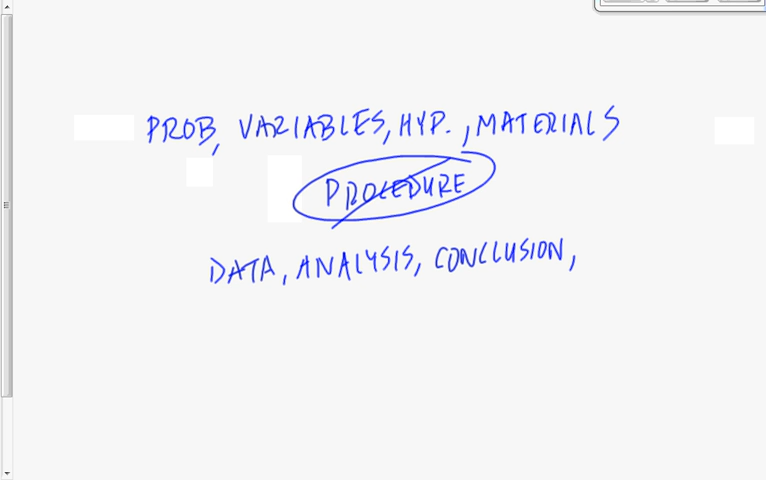 PROB, VARIABLES, HYP., MATERIALS
PROCEDURE
DATA, ANALYSIS, CONCLUSION,